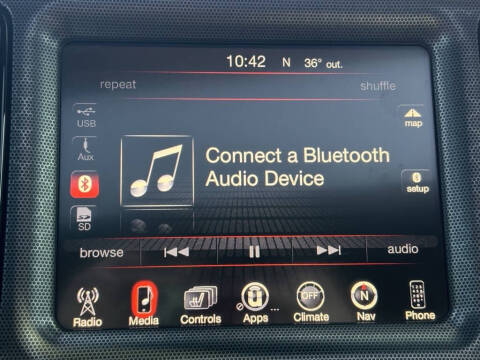 10:42 N 36° out.
repeat shuffle
USB
map
Aux
Connect a Bluetooth
Audio Device
setup
SD
browse audio
OFF N
Radio Media Controls Apps ... Climate Nav Phone